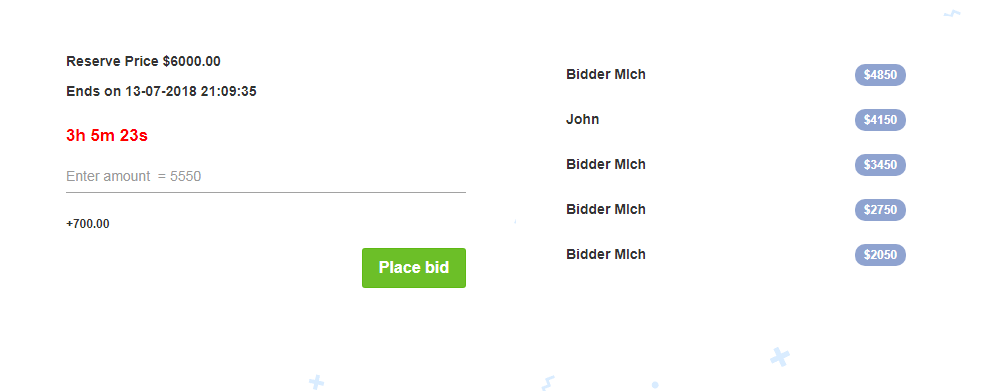 Reserve Price $6000.00
Ends on 13-07-2018 21:09:35
3h 5m 23s
Enter amount = 5550
+700.00
Place bid
Bidder MIch $4850
John $4150
Bidder MIch $3450
Bidder MIch $2750
Bidder MIch $2050